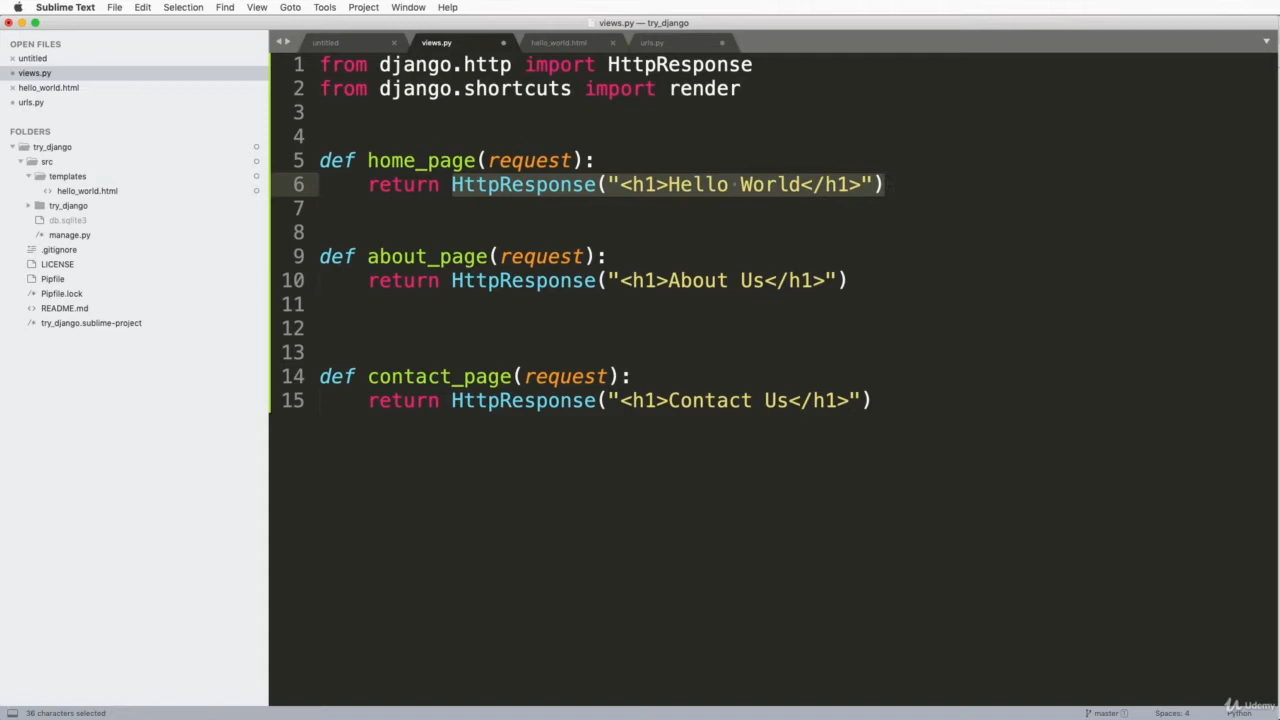 Sublime Text File Edit Selection Find View Goto Tools Project Window Help
views.py — try_django
OPEN FILES
untitled
views.py
hello_world.html
urls.py
FOLDERS
try_django
src
templates
<> hello_world.html
try_django
db.sqlite3
/* manage.py
.gitignore
<> LICENSE
Pipfile
/* Pipfile.lock
<> README.md
/* try_django.sublime-project
untitled views.py hello_world.html urls.py
1 from django.http import HttpResponse
2 from django.shortcuts import render
3
4
5 def home_page(request):
6 return HttpResponse("<h1>Hello World</h1>")
7
8
9 def about_page(request):
10 return HttpResponse("<h1>About Us</h1>")
11
12
13
14 def contact_page(request):
15 return HttpResponse("<h1>Contact Us</h1>")
36 characters selected
master 1 Spaces: 4 Python
Udemy